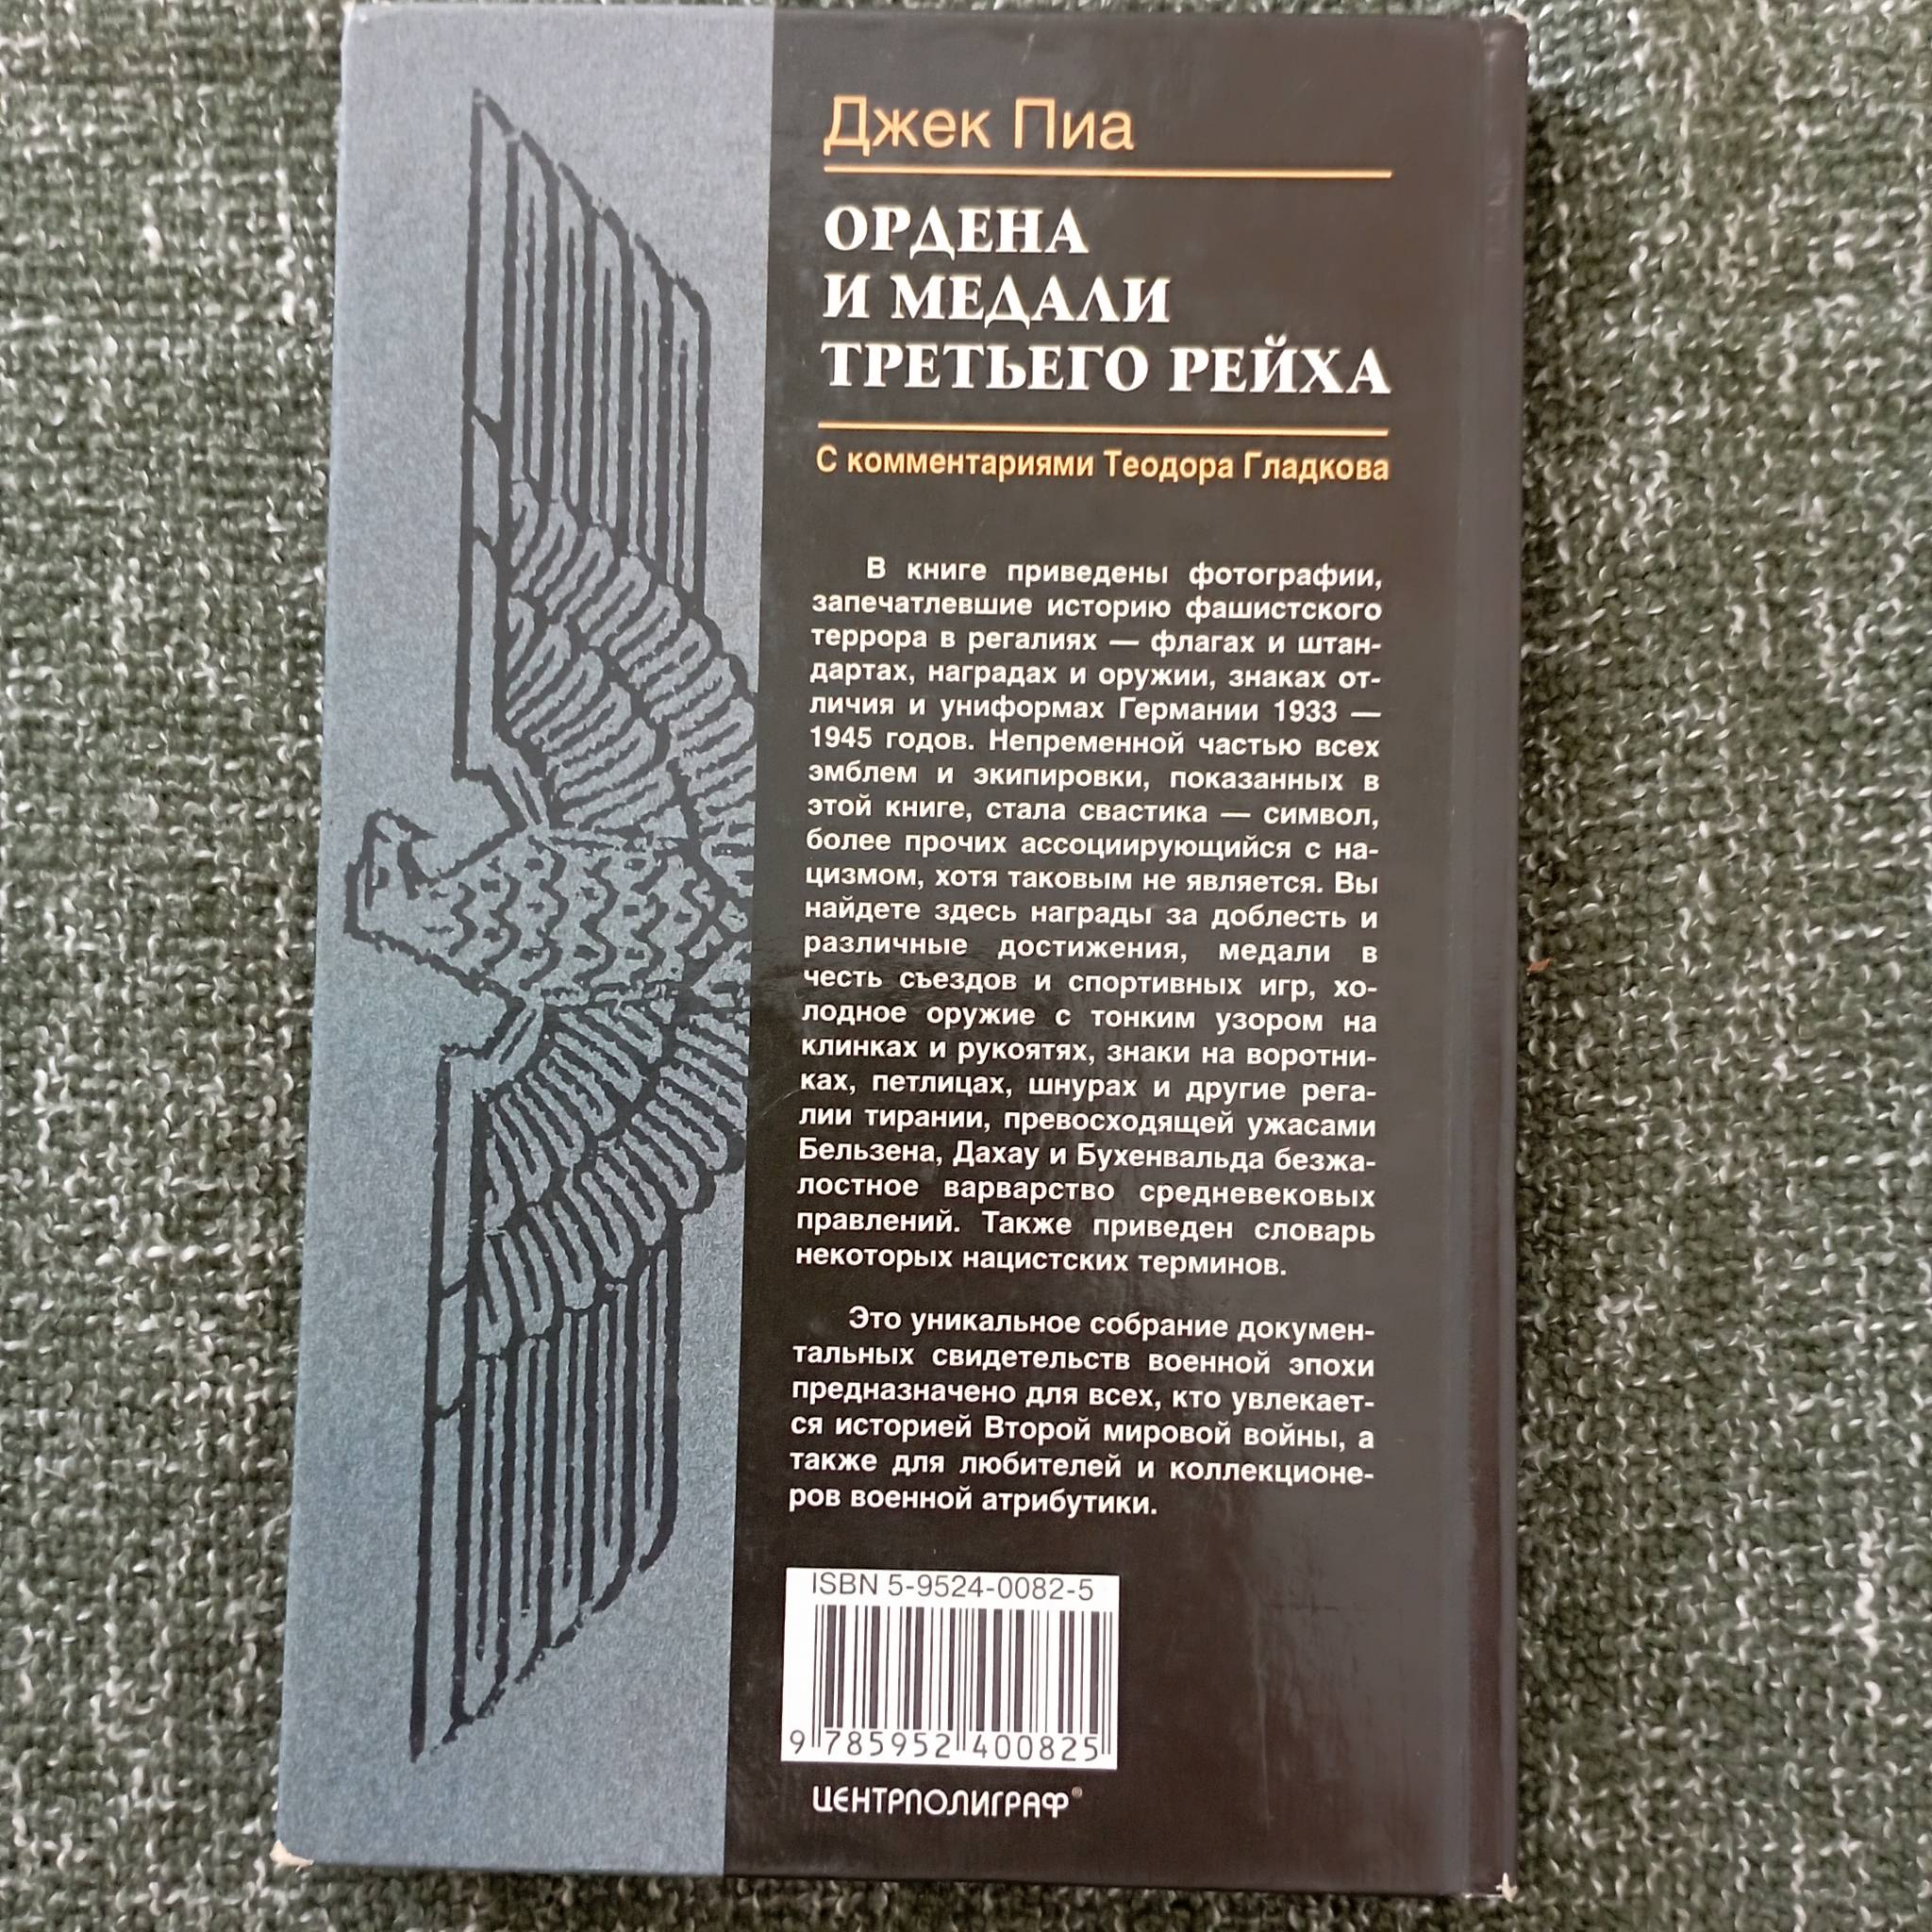 Джек Пиа
ОРДЕНА
И МЕДАЛИ
ТРЕТЬЕГО РЕЙХА
С комментариями Теодора Гладкова
В книге приведены фотографии,
запечатлевшие историю фашистского
террора в регалиях — флагах и штан-
дартах, наградах и оружии, знаках от-
личия и униформах Германии 1933 —
1945 годов. Непременной частью всех
эмблем и экипировки, показанных в
этой книге, стала свастика — символ,
более прочих ассоциирующийся с на-
цизмом, хотя таковым не является. Вы
найдете здесь награды за доблесть и
различные достижения, медали в
честь съездов и спортивных игр, хо-
лодное оружие с тонким узором на
клинках и рукоятях, знаки на воротни-
ках, петлицах, шнурах и другие рега-
лии тирании, превосходящей ужасами
Бельзена, Дахау и Бухенвальда безжа-
лостное варварство средневековых
правлений. Также приведен словарь
некоторых нацистских терминов.
Это уникальное собрание докумен-
тальных свидетельств военной эпохи
предназначено для всех, кто увлекает-
ся историей Второй мировой войны, а
также для любителей и коллекционе-
ров военной атрибутики.
ISBN 5-9524-0082-5
9 785952 400825
ЦЕНТРПОЛИГРАФ®